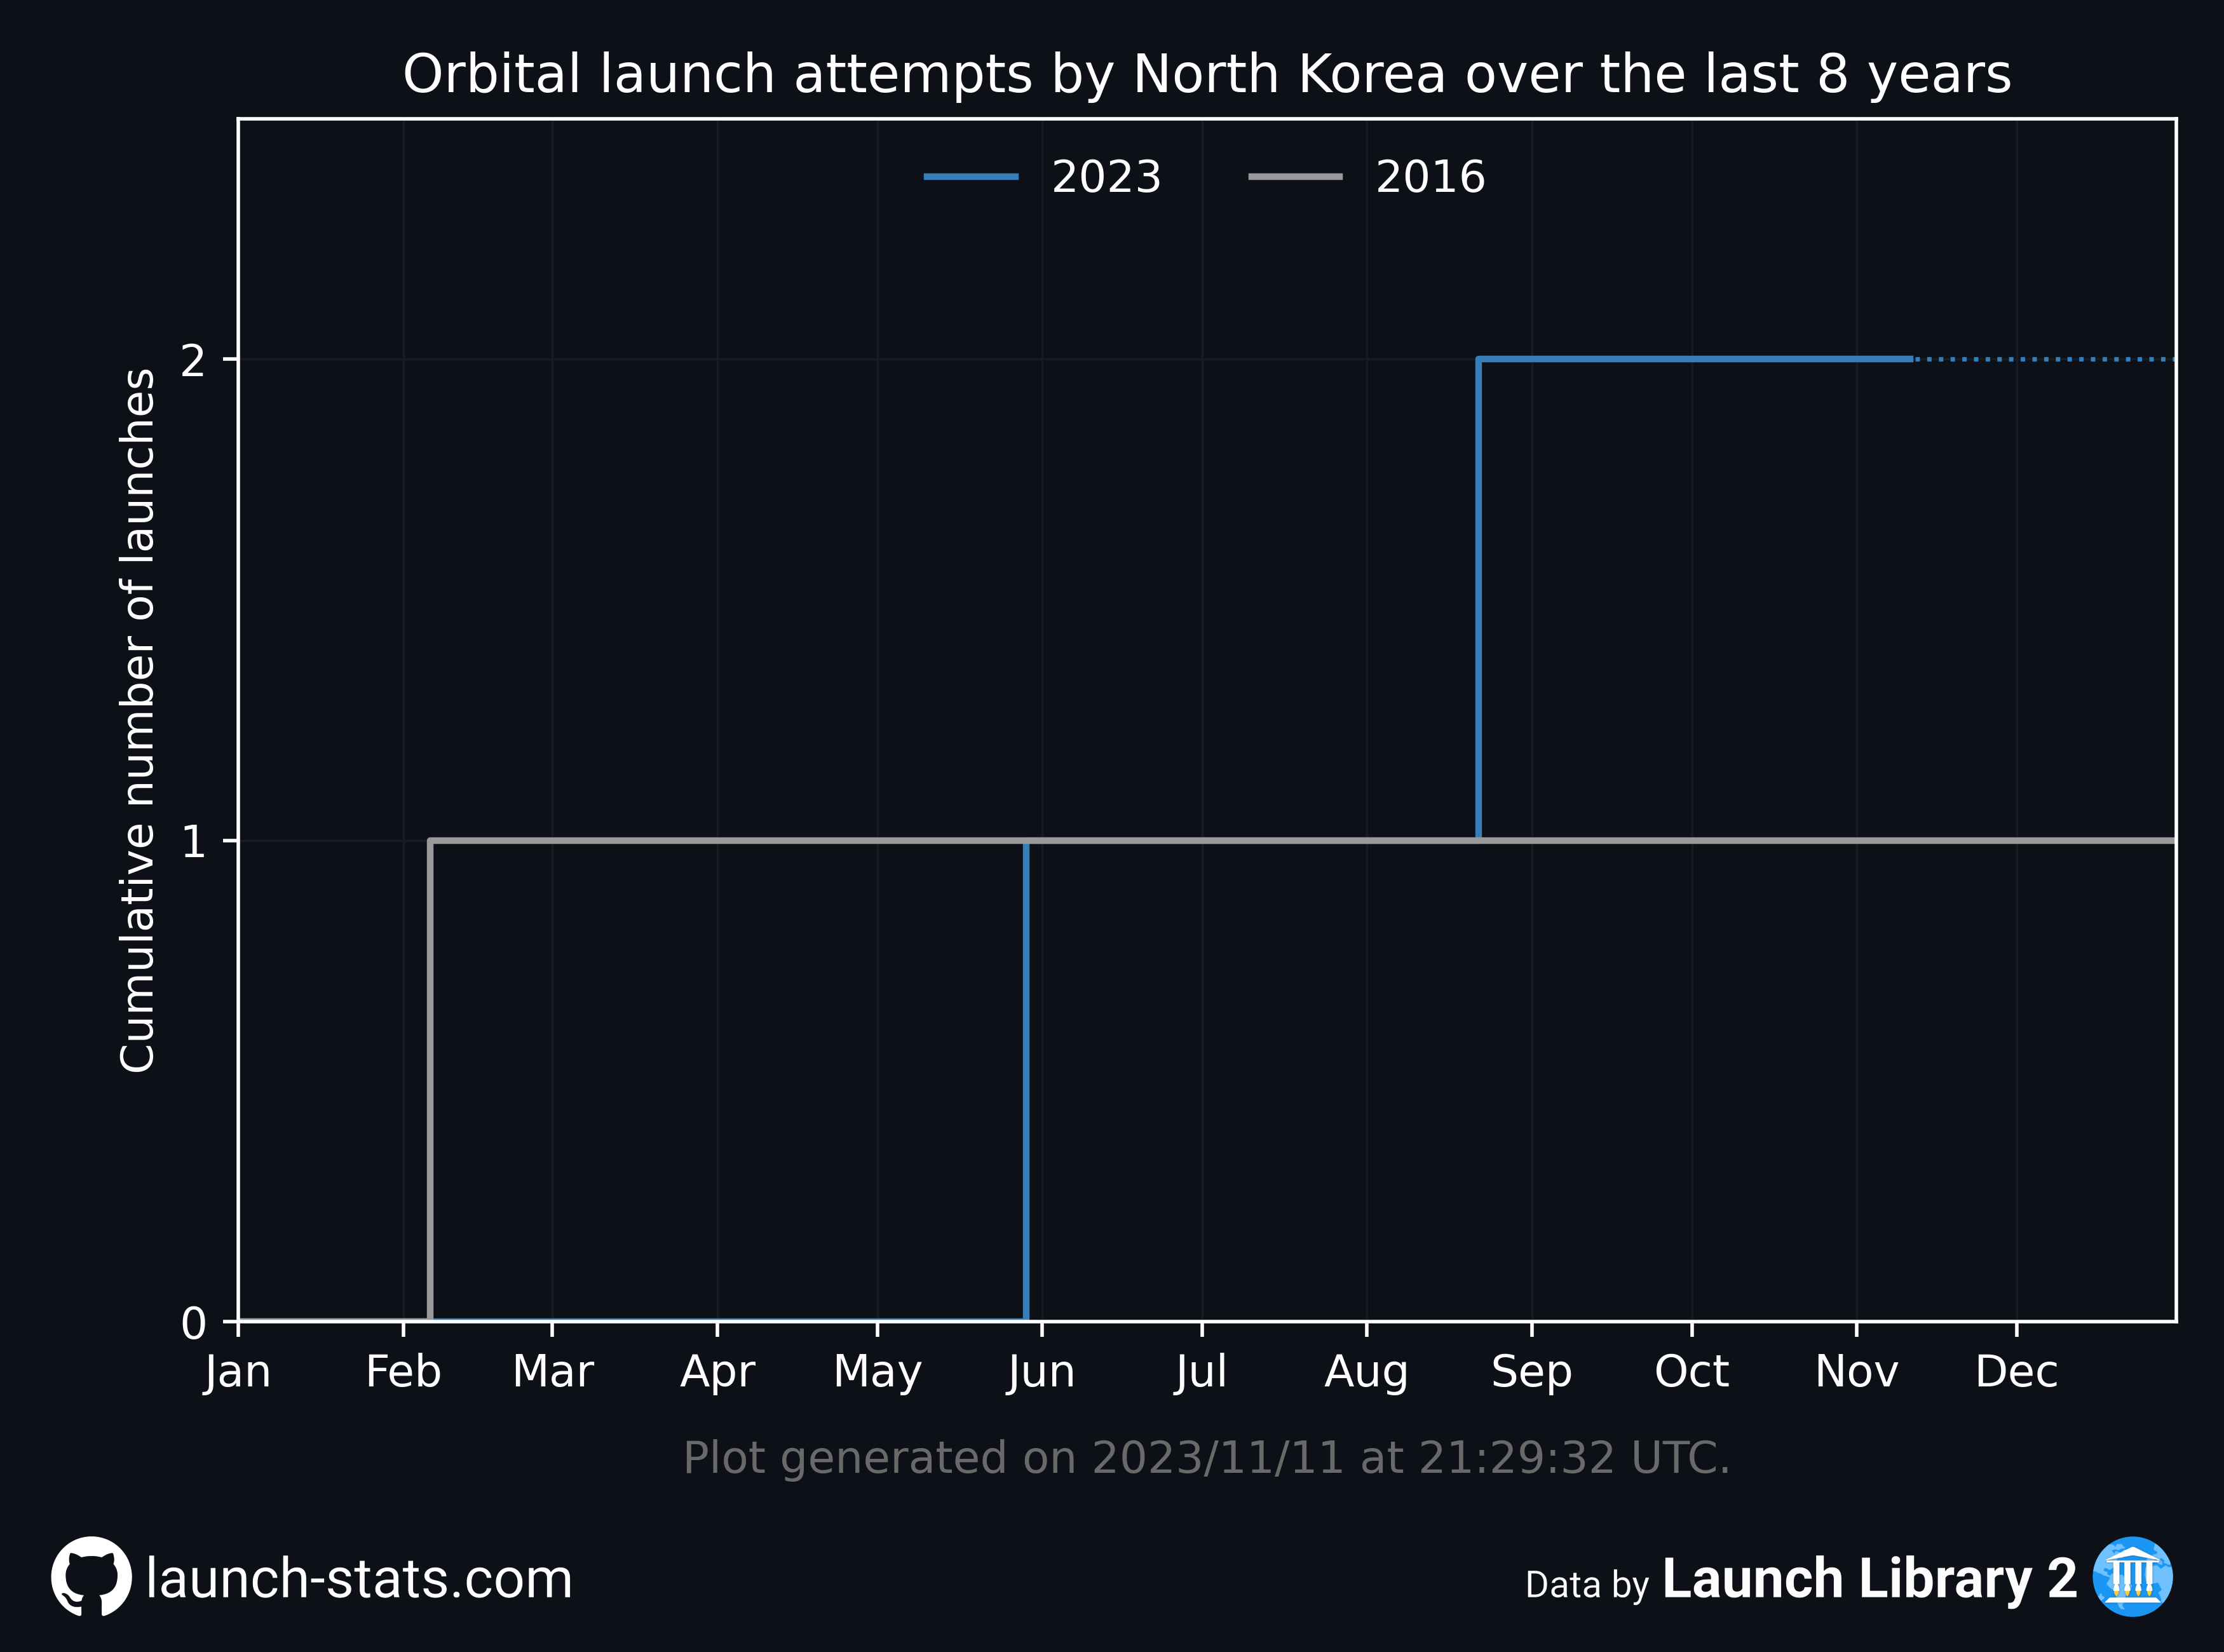 Orbital launch attempts by North Korea over the last 8 years
2023 2016
Cumulative number of launches
2
1
0
Jan Feb Mar Apr May Jun Jul Aug Sep Oct Nov Dec
Plot generated on 2023/11/11 at 21:29:32 UTC.
launch-stats.com
Data by Launch Library 2